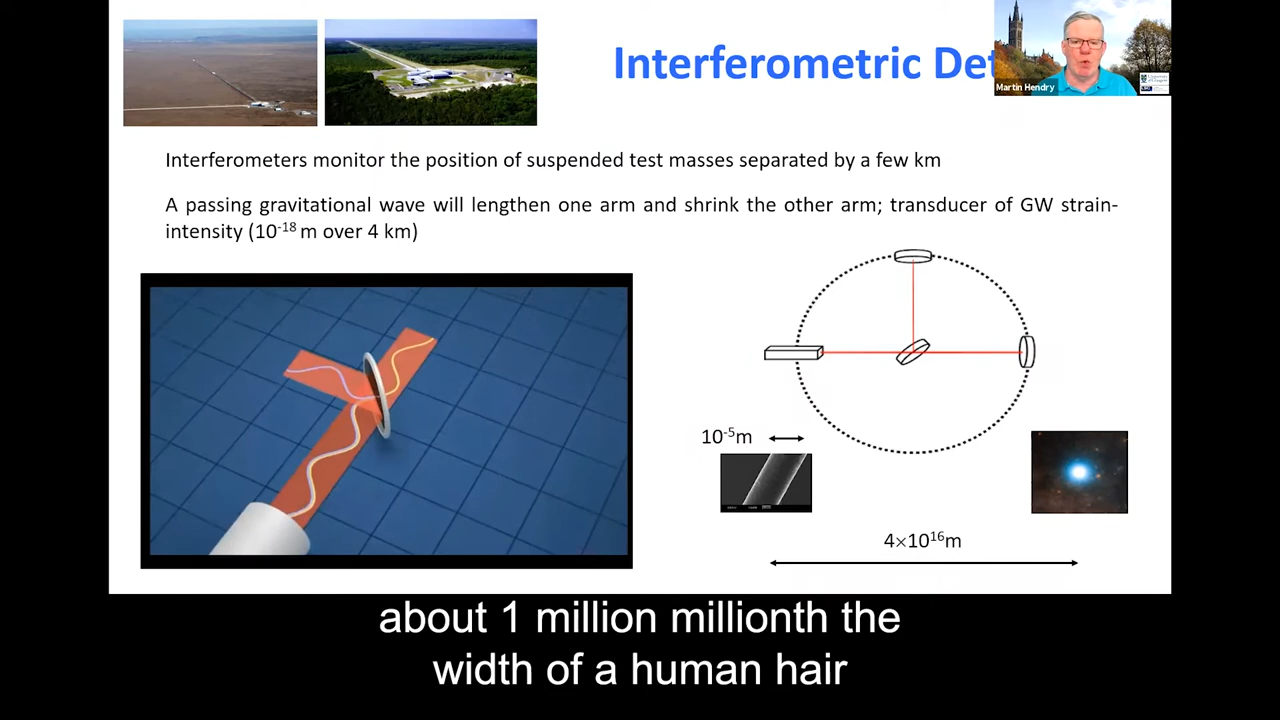 Interferometric Det
Martin Hendry
Interferometers monitor the position of suspended test masses separated by a few km
A passing gravitational wave will lengthen one arm and shrink the other arm; transducer of GW strain-
intensity (10⁻¹⁸ m over 4 km)
10⁻⁵m
4×10¹⁶m
about 1 million millionth the
width of a human hair